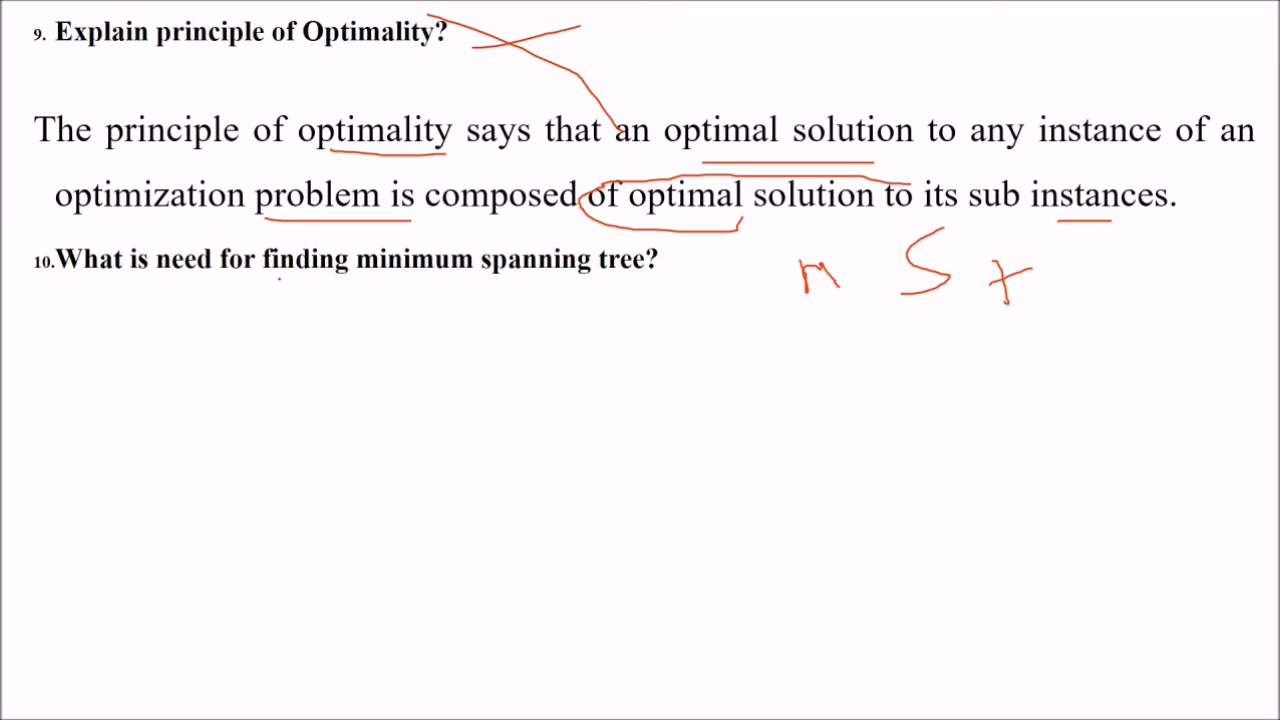 9. Explain principle of Optimality?
The principle of optimality says that an optimal solution to any instance of an
optimization problem is composed of optimal solution to its sub instances.
10.What is need for finding minimum spanning tree?
M S T